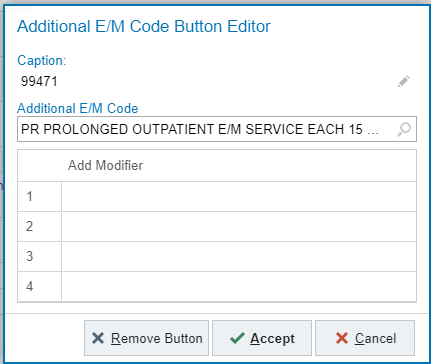 Additional E/M Code Button Editor
Caption:
99471
Additional E/M Code
PR PROLONGED OUTPATIENT E/M SERVICE EACH 15 ...
Add Modifier
1
2
3
4
Remove Button
Accept
Cancel